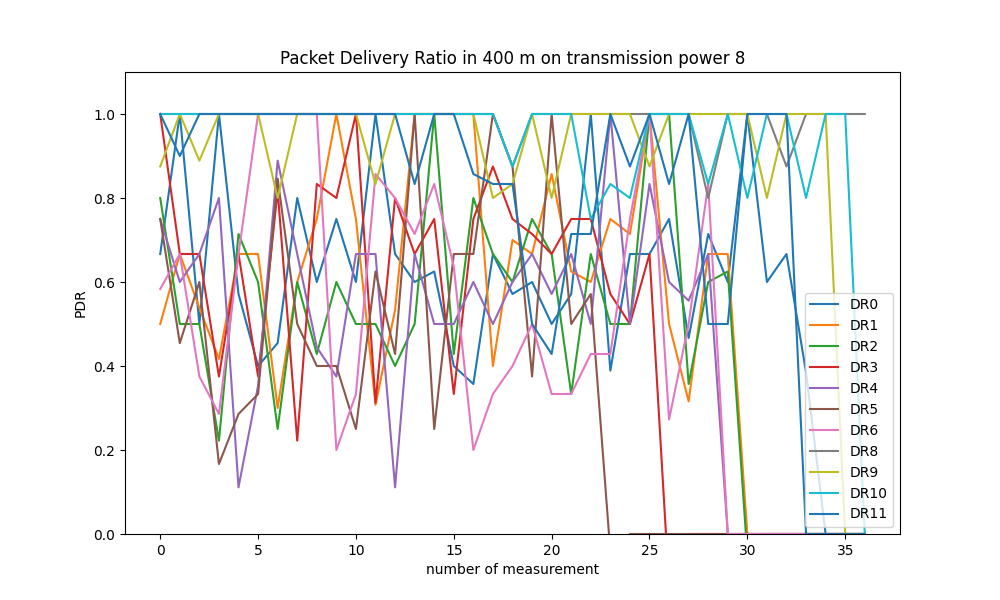 Packet Delivery Ratio in 400 m on transmission power 8
PDR
1.0
0.8
0.6
0.4
0.2
0.0
0 5 10 15 20 25 30 35
number of measurement
DR0
DR1
DR2
DR3
DR4
DR5
DR6
DR8
DR9
DR10
DR11